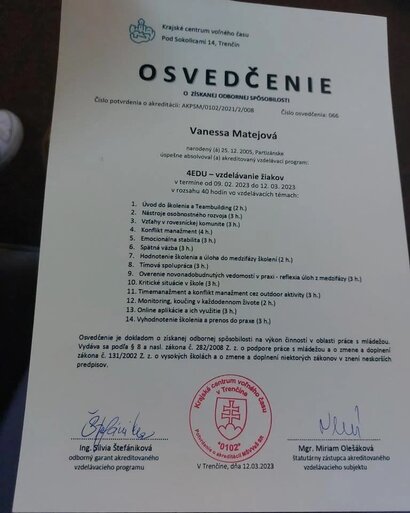 Krajské centrum voľného času
Pod Sokolicami 14, Trenčín
OSVEDČENIE
O ZÍSKANEJ ODBORNEJ SPÔSOBILOSTI
Číslo potvrdenia o akreditácii: AKPSM/0102/2021/2/008
Číslo osvedčenia: 066
Vanessa Matejová
narodený (á) 25. 12. 2005, Partizánske
úspešne absolvoval (a) akreditovaný vzdelávací program:
4EDU – vzdelávanie žiakov
v termíne od 09. 02. 2023 do 12. 03. 2023
v rozsahu 40 hodín vo vzdelávacích témach:
1. Úvod do školenia a Teambuilding (2 h.)
2. Nástroje osobnostného rozvoja (3 h.)
3. Vzťahy v rovesníckej komunite (3 h.)
4. Konflikt manažment (4 h.)
5. Emocionálna stabilita (3 h.)
6. Spätná väzba (3 h.)
7. Hodnotenie školenia a úloha do medzifázy školení (2 h.)
8. Tímová spolupráca (3 h.)
9. Overenie novonadobudnutých vedomostí v praxi - reflexia úloh z medzifázy (3 h.)
10. Kritické situácie v škole (3 h.)
11. Timemanažment a konflikt manažment cez outdoor aktivity (3 h.)
12. Monitoring, koučing v každodennom živote (2 h.)
13. Online aplikácie a ich využitie (3 h.)
14. Vyhodnotenie školenia a prenos do praxe (3 h.)
Osvedčenie je dokladom o získanej odbornej spôsobilosti na výkon činností v oblasti práce s mládežou.
Vydáva sa podľa § 8 a nasl. zákona č. 282/2008 Z. z. o podpore práce s mládežou a o zmene a doplnení
zákona č. 131/2002 Z. z. o vysokých školách a o zmene a doplnení niektorých zákonov v znení neskorších
predpisov.
Krajské centrum voľného času
v Trenčíne
"0102"
Potvrdenie o akreditácii MŠVVaŠ SR
Ing. Silvia Štefániková
odborný garant akreditovaného
vzdelávacieho programu
V Trenčíne, dňa 12.03.2023
Mgr. Miriam Olešáková
štatutárny zástupca akreditovaného
vzdelávacieho subjektu